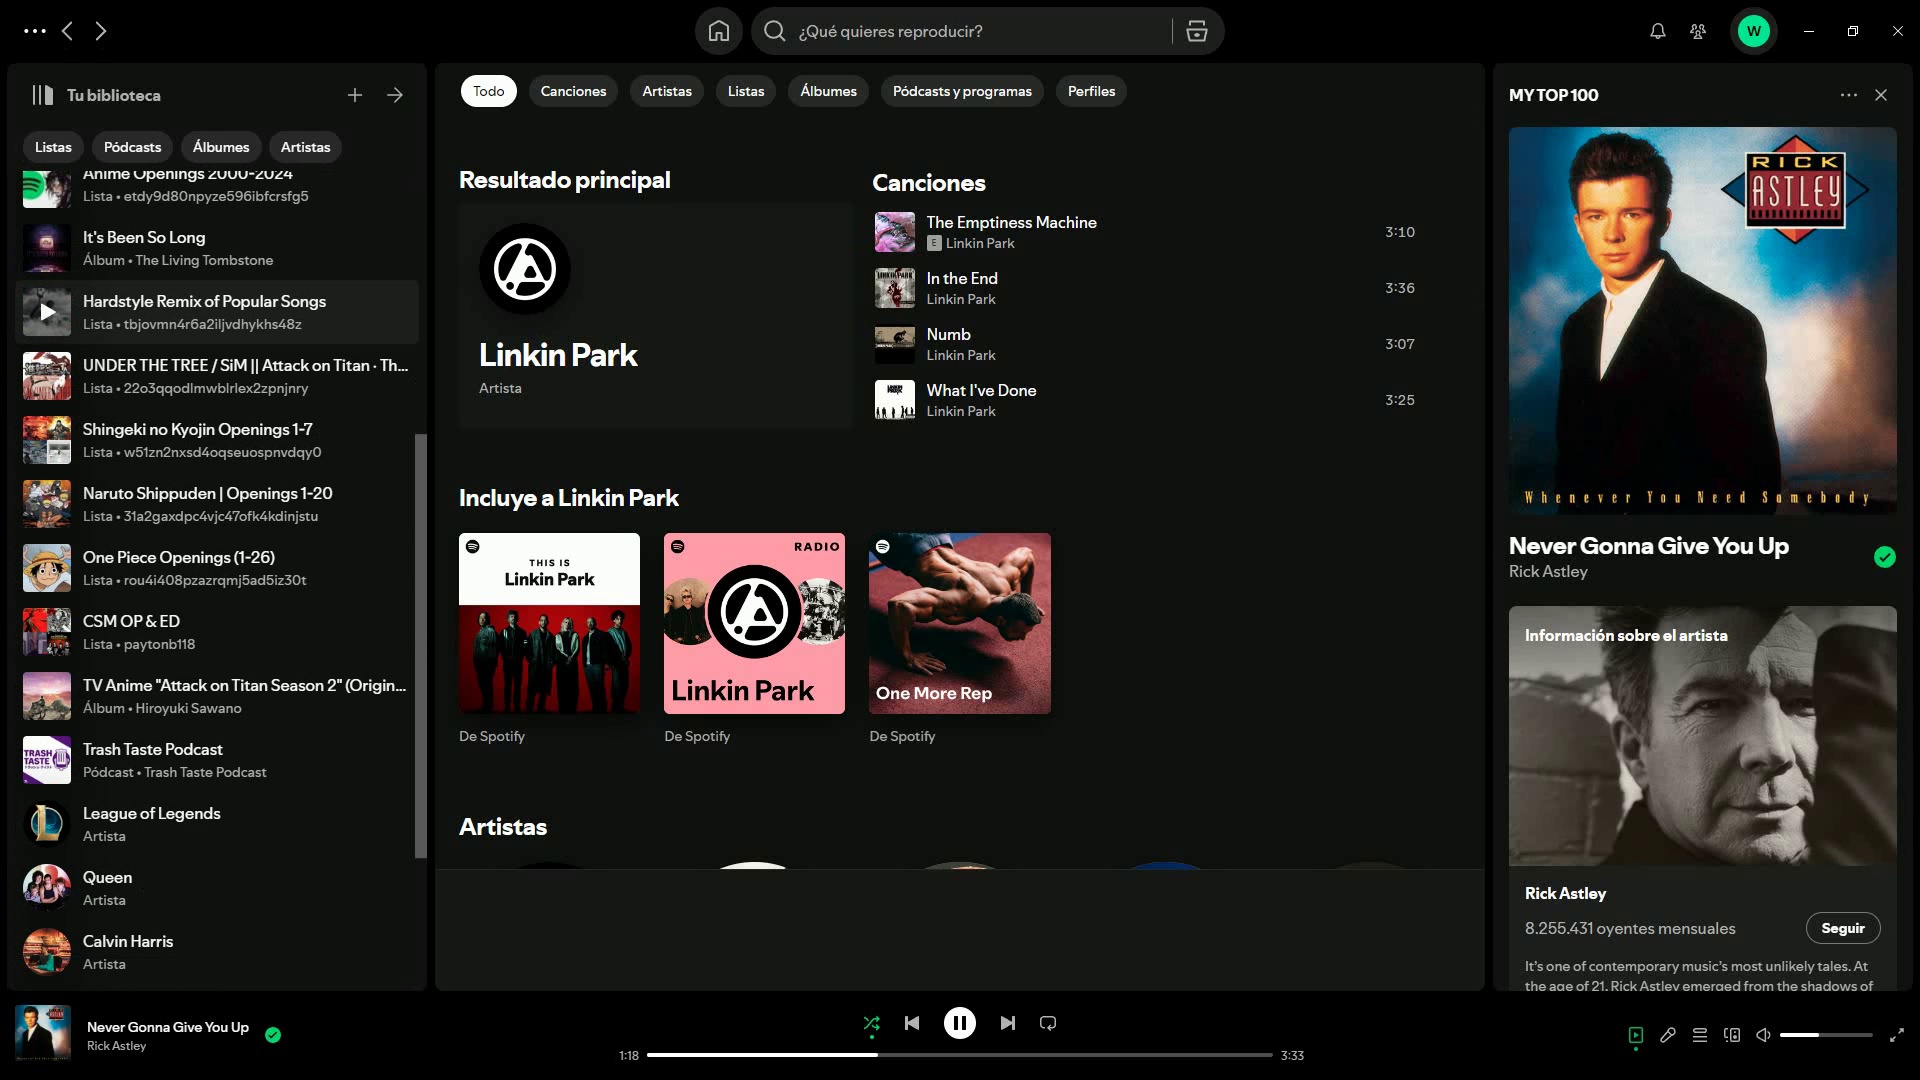 ¿Qué quieres reproducir?
W
Tu biblioteca
Listas
Pódcasts
Álbumes
Artistas
Anime Openings 2000-2024
Lista • etdy9d80npyze596ibfcrsfg5
It's Been So Long
Álbum • The Living Tombstone
Hardstyle Remix of Popular Songs
Lista • tbjovmn4r6a2iljvdhykhs48z
UNDER THE TREE / SiM || Attack on Titan · Th...
Lista • 22o3qqodlmwblrlex2zpnjnry
Shingeki no Kyojin Openings 1-7
Lista • w51zn2nxsd4oqseuospnvdqy0
Naruto Shippuden | Openings 1-20
Lista • 31a2gaxdpc4vjc47ofk4kdinjstu
One Piece Openings (1-26)
Lista • rou4i408pzazrqmj5ad5iz30t
CSM OP & ED
Lista • paytonb118
TV Anime "Attack on Titan Season 2" (Origin...
Álbum • Hiroyuki Sawano
TRASH TASTE
Trash Taste Podcast
Pódcast • Trash Taste Podcast
League of Legends
Artista
Queen
Artista
Calvin Harris
Artista
Todo
Canciones
Artistas
Listas
Álbumes
Pódcasts y programas
Perfiles
Resultado principal
Linkin Park
Artista
Canciones
The Emptiness Machine
E Linkin Park
3:10
In the End
Linkin Park
3:36
Numb
Linkin Park
3:07
What I've Done
Linkin Park
3:25
Incluye a Linkin Park
THIS IS
Linkin Park
De Spotify
RADIO
Linkin Park
De Spotify
One More Rep
De Spotify
Artistas
MY TOP 100
RICK
ASTLEY
Whenever You Need Somebody
Never Gonna Give You Up
Rick Astley
Información sobre el artista
Rick Astley
8.255.431 oyentes mensuales
Seguir
It's one of contemporary music's most unlikely tales. At
the age of 21, Rick Astley emerged from the shadows of
Never Gonna Give You Up
Rick Astley
1:18
3:33